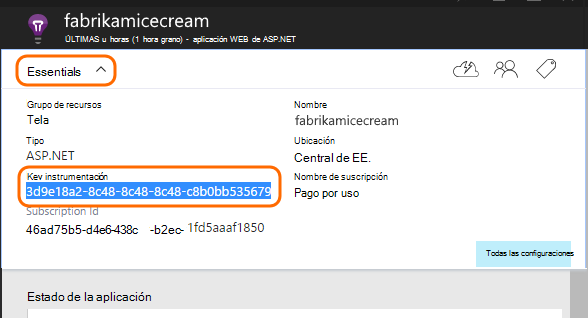 fabrikamicecream
ÚLTIMAS u horas (1 hora grano) - aplicación WEB de ASP.NET
Essentials
Grupo de recursos
Tela
Nombre
fabrikamicecream
Tipo
ASP.NET
Ubicación
Central de EE.
Kev instrumentación
3d9e18a2-8c48-8c48-8c48-c8b0bb535679
Nombre de suscripción
Pago por uso
Subscription Id
46ad75b5-d4e6-438c -b2ec- 1fd5aaaf1850
Todas las configuraciones
Estado de la aplicación